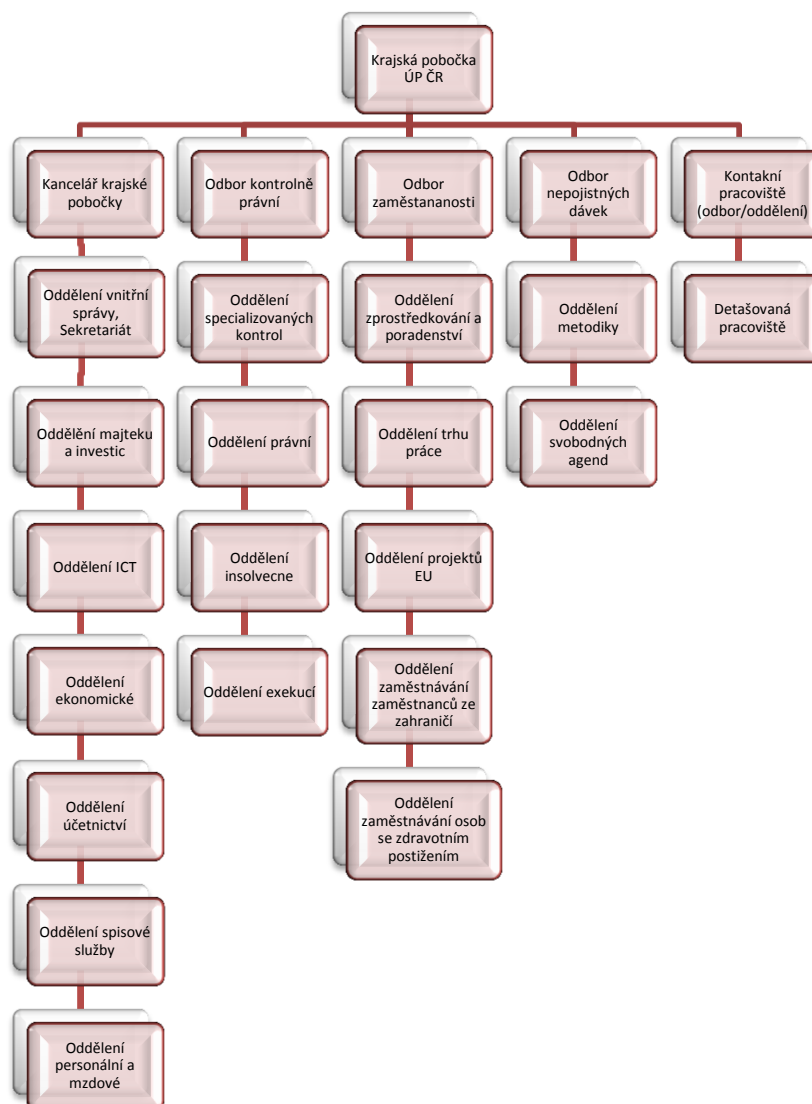 Krajská pobočka
ÚP ČR
Kancelář krajské
pobočky
Odbor kontrolně
právní
Odbor
zaměstananosti
Odbor
nepojistných
dávek
Kontakní
pracoviště
(odbor/oddělení)
Oddělení vnitřní
správy,
Sekretariát
Oddělení
specializovaných
kontrol
Oddělení
zprostředkování a
poradenství
Oddělení
metodiky
Detašovaná
pracoviště
Oddělění majteku
a investic
Oddělení právní
Oddělení trhu
práce
Oddělení
svobodných
agend
Oddělení ICT
Oddělení
insolvecne
Oddělení projektů
EU
Oddělení
ekonomické
Oddělení exekucí
Oddělení
zaměstnávání
zaměstnanců ze
zahraničí
Oddělení
účetnictví
Oddělení
zaměstnávání osob
se zdravotním
postižením
Oddělení spisové
služby
Oddělení
personální a
mzdové